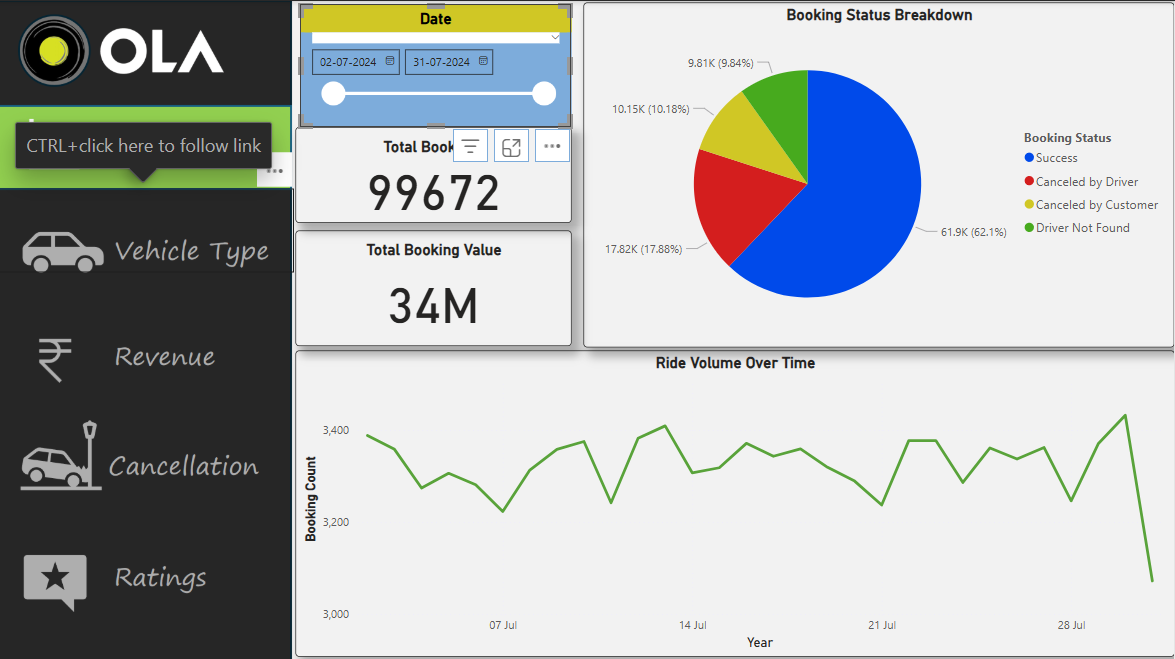 OLA
CTRL+click here to follow link
Vehicle Type
Revenue
Cancellation
Ratings
Date
02-07-2024
31-07-2024
Total
99672
Total Booking Value
34M
Booking Status Breakdown
9.81K (9.84%)
10.15K (10.18%)
17.82K (17.88%)
61.9K (62.1%)
Booking Status
Success
Canceled by Driver
Canceled by Customer
Driver Not Found
Ride Volume Over Time
Booking Count
3,400
3,200
3,000
07 Jul
14 Jul
21 Jul
28 Jul
Year